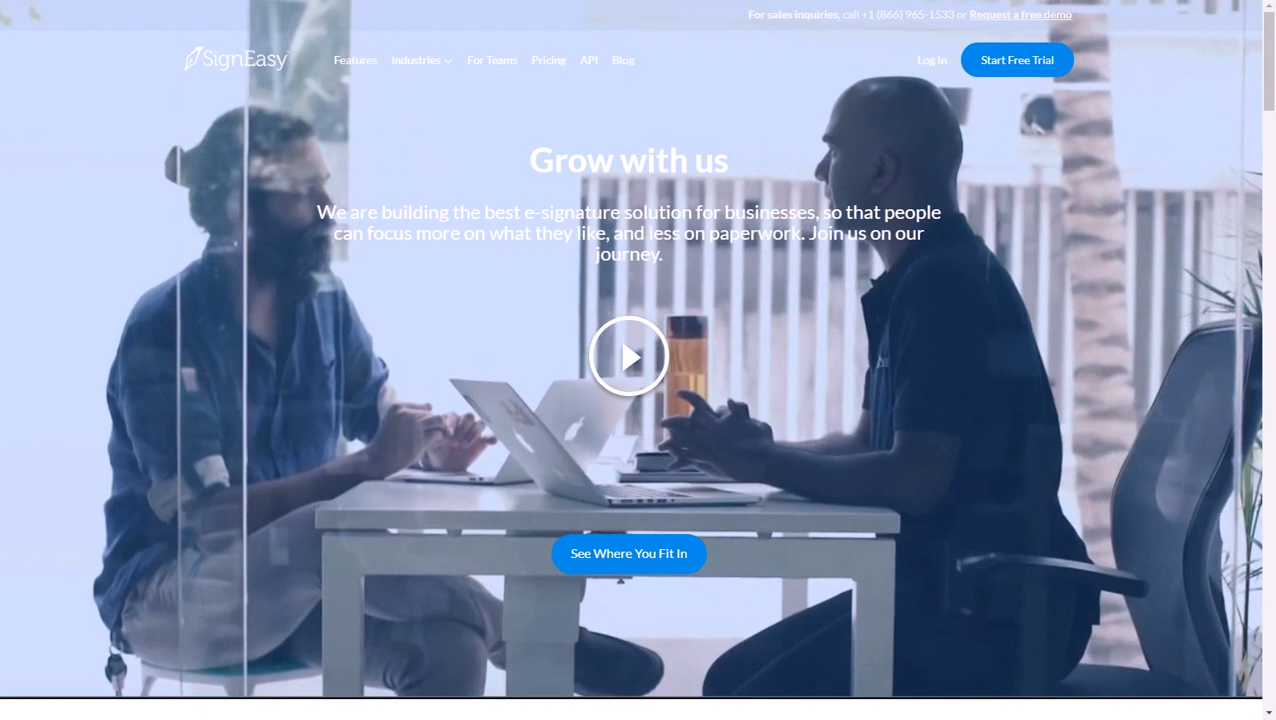 For sales inquiries, call +1 (866) 965-1533 or Request a free demo
SignEasy
Features Industries For Teams Pricing API Blog Log In Start Free Trial
Grow with us
We are building the best e-signature solution for businesses, so that people
can focus more on what they like, and less on paperwork. Join us on our
journey.
See Where You Fit In